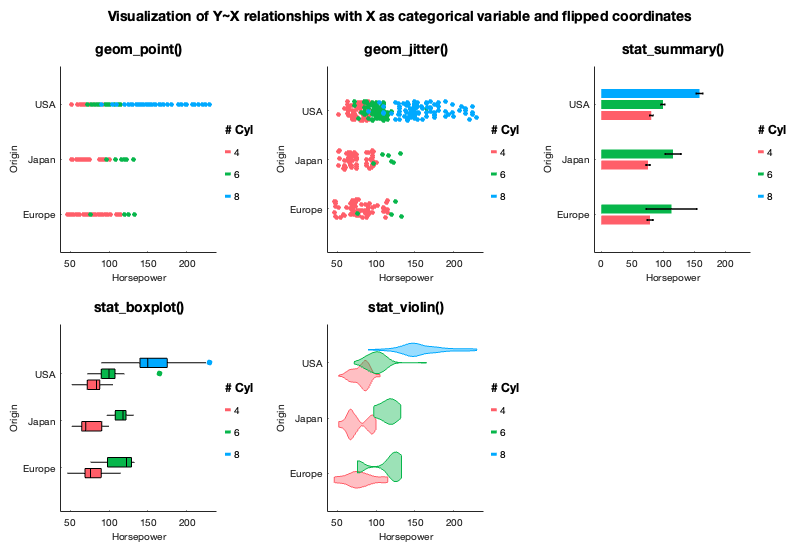 Visualization of Y~X relationships with X as categorical variable and flipped coordinates
geom_point()
USA
Japan
Europe
Origin
50 100 150 200
Horsepower
# Cyl
4
6
8
geom_jitter()
USA
Japan
Europe
Origin
50 100 150 200
Horsepower
# Cyl
4
6
8
stat_summary()
USA
Japan
Europe
Origin
0 50 100 150 200
Horsepower
# Cyl
4
6
8
stat_boxplot()
USA
Japan
Europe
Origin
50 100 150 200
Horsepower
# Cyl
4
6
8
stat_violin()
USA
Japan
Europe
Origin
50 100 150 200
Horsepower
# Cyl
4
6
8